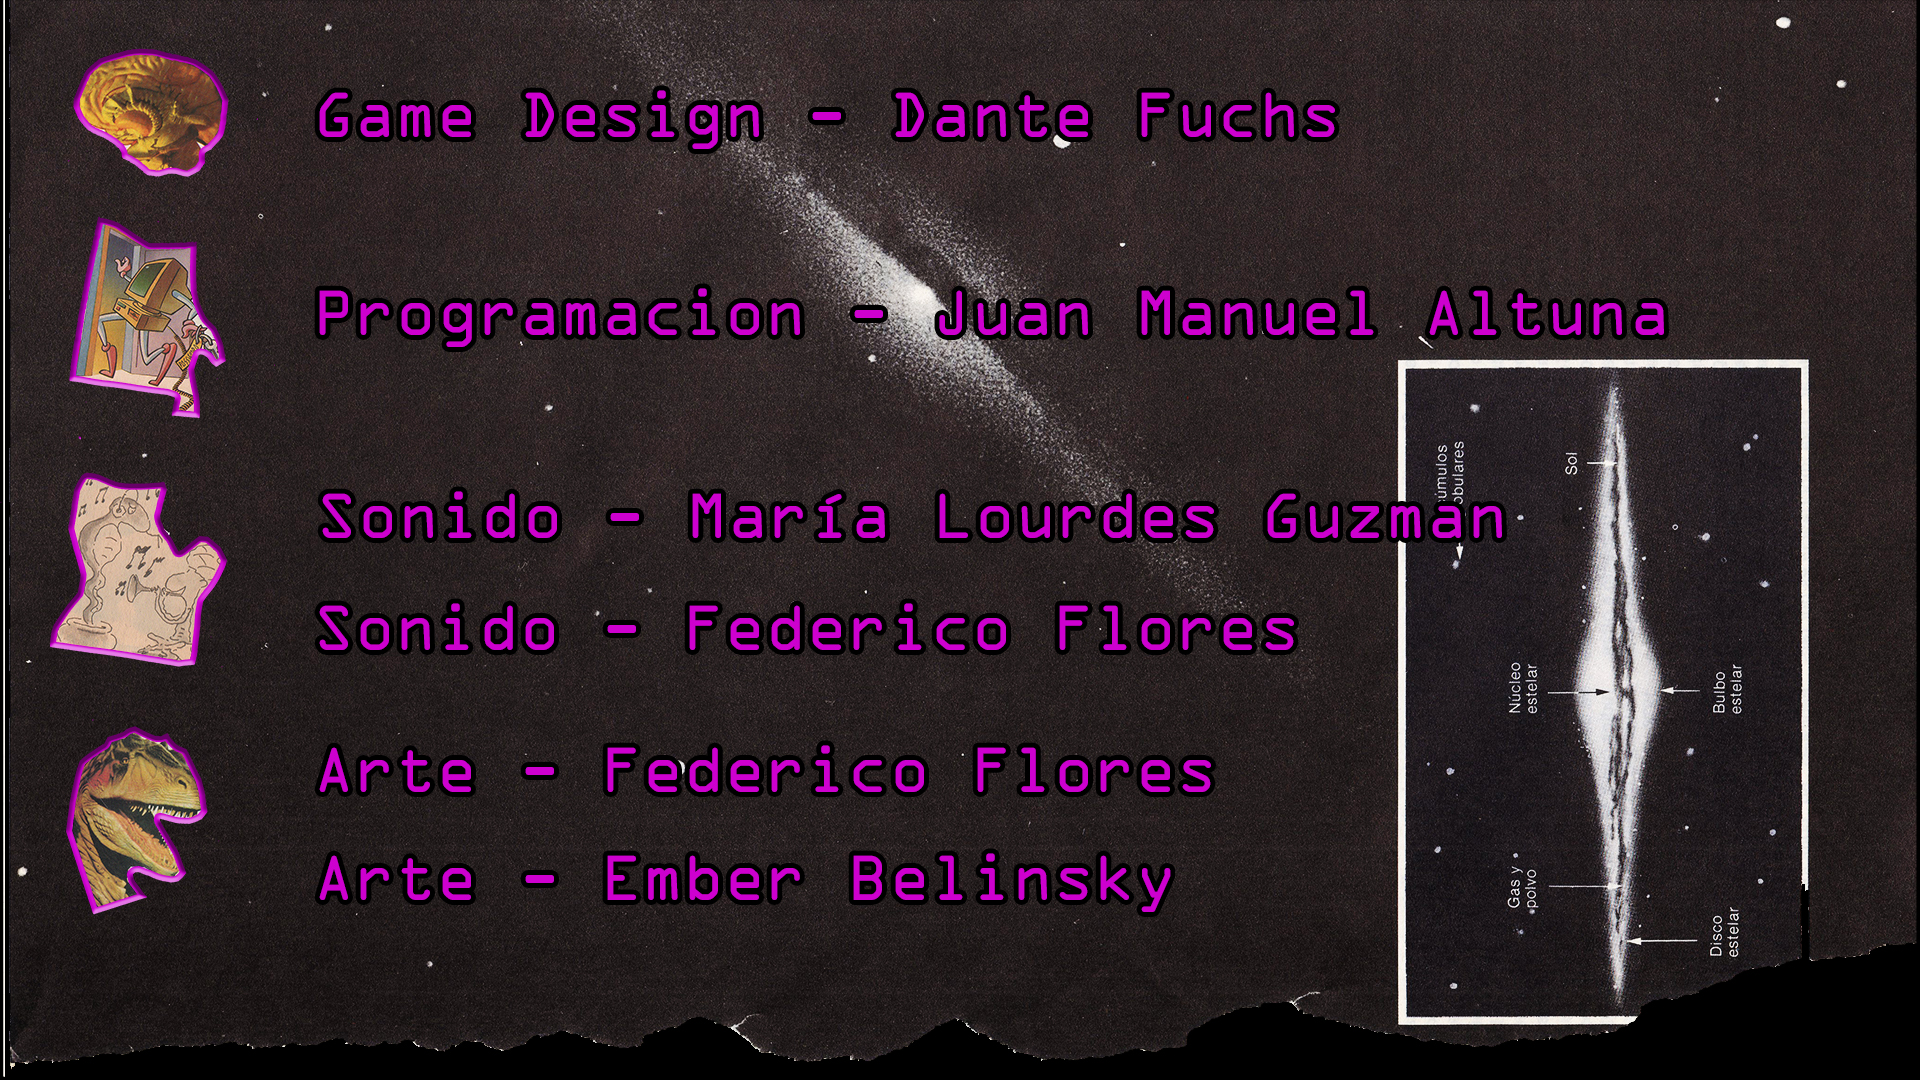 Game Design - Dante Fuchs
Programacion - Juan Manuel Altuna
Sonido - María Lourdes Guzman
Sonido - Federico Flores
Arte - Federico Flores
Arte - Ember Belinsky
Sol
Núcleo
estelar
Bulbo
estelar
Gas y
polvo
Disco
estelar